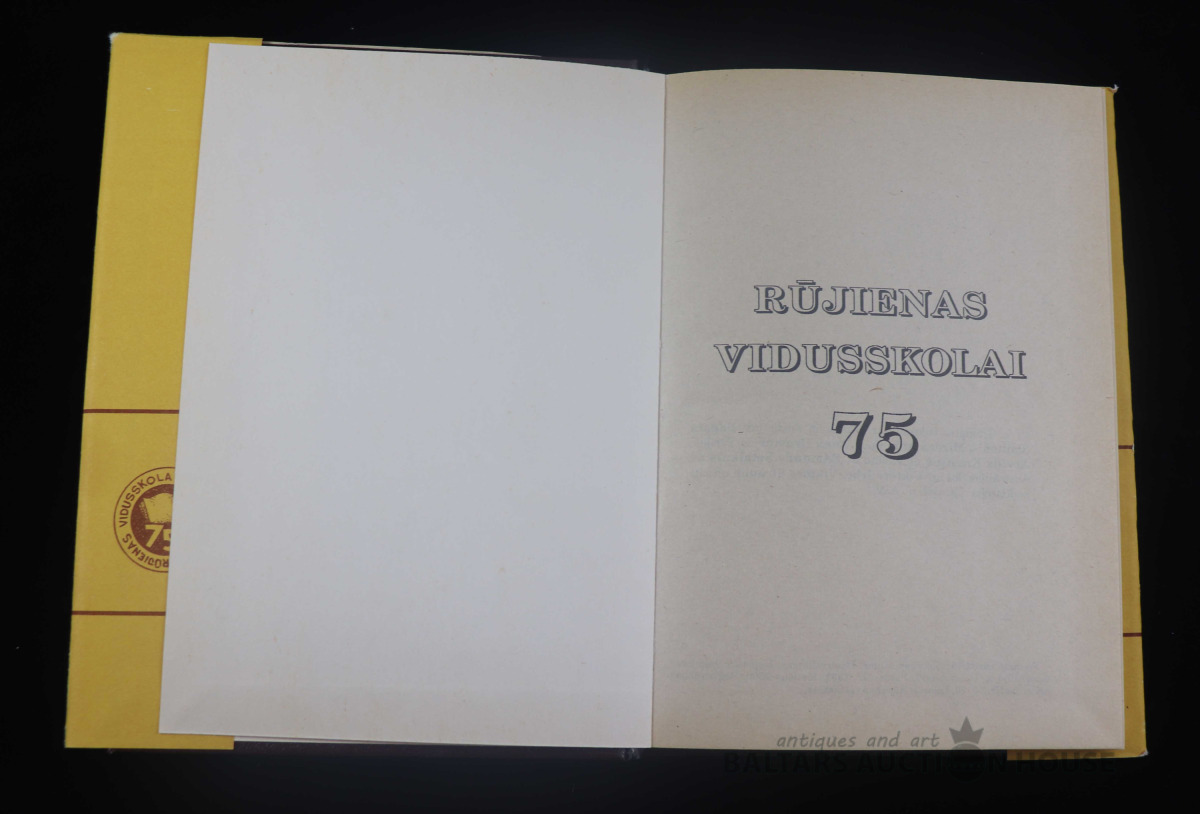 RŪJIENAS
VIDUSSKOLAI
75
RŪJIENAS VIDUSSKOLA
75
antiques and art
BALTARS AUCTION HOUSE